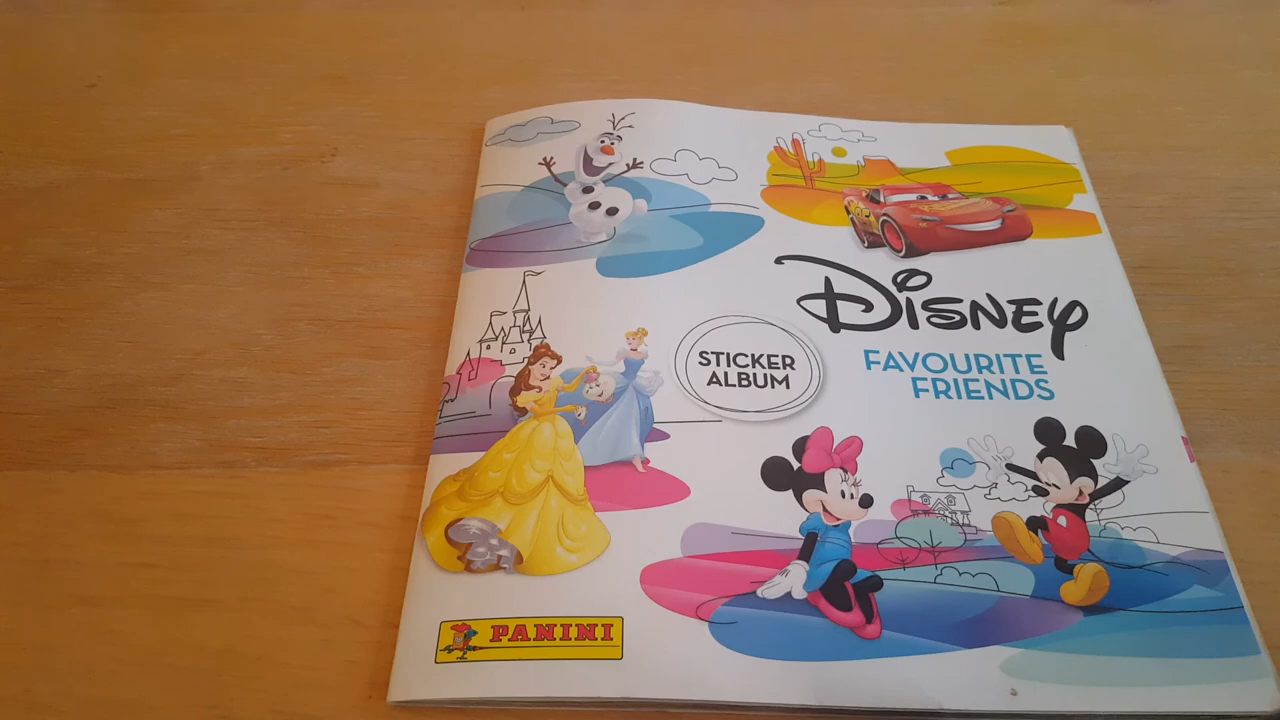 DISNEY
FAVOURITE
FRIENDS
STICKER
ALBUM
PANINI